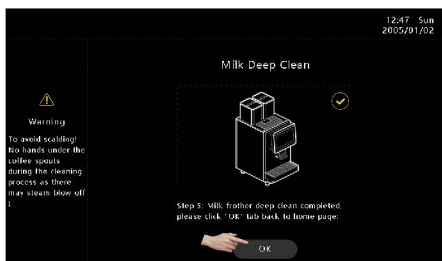 12:47 Sun
2005/01/02
Milk Deep Clean
Warning
To avoid scalding!
No hands under the
coffee spouts
during the cleaning
process as there
may steam blow off
!
Step 5: Milk frother deep clean completed,
please click "OK" tab back to home page:
OK